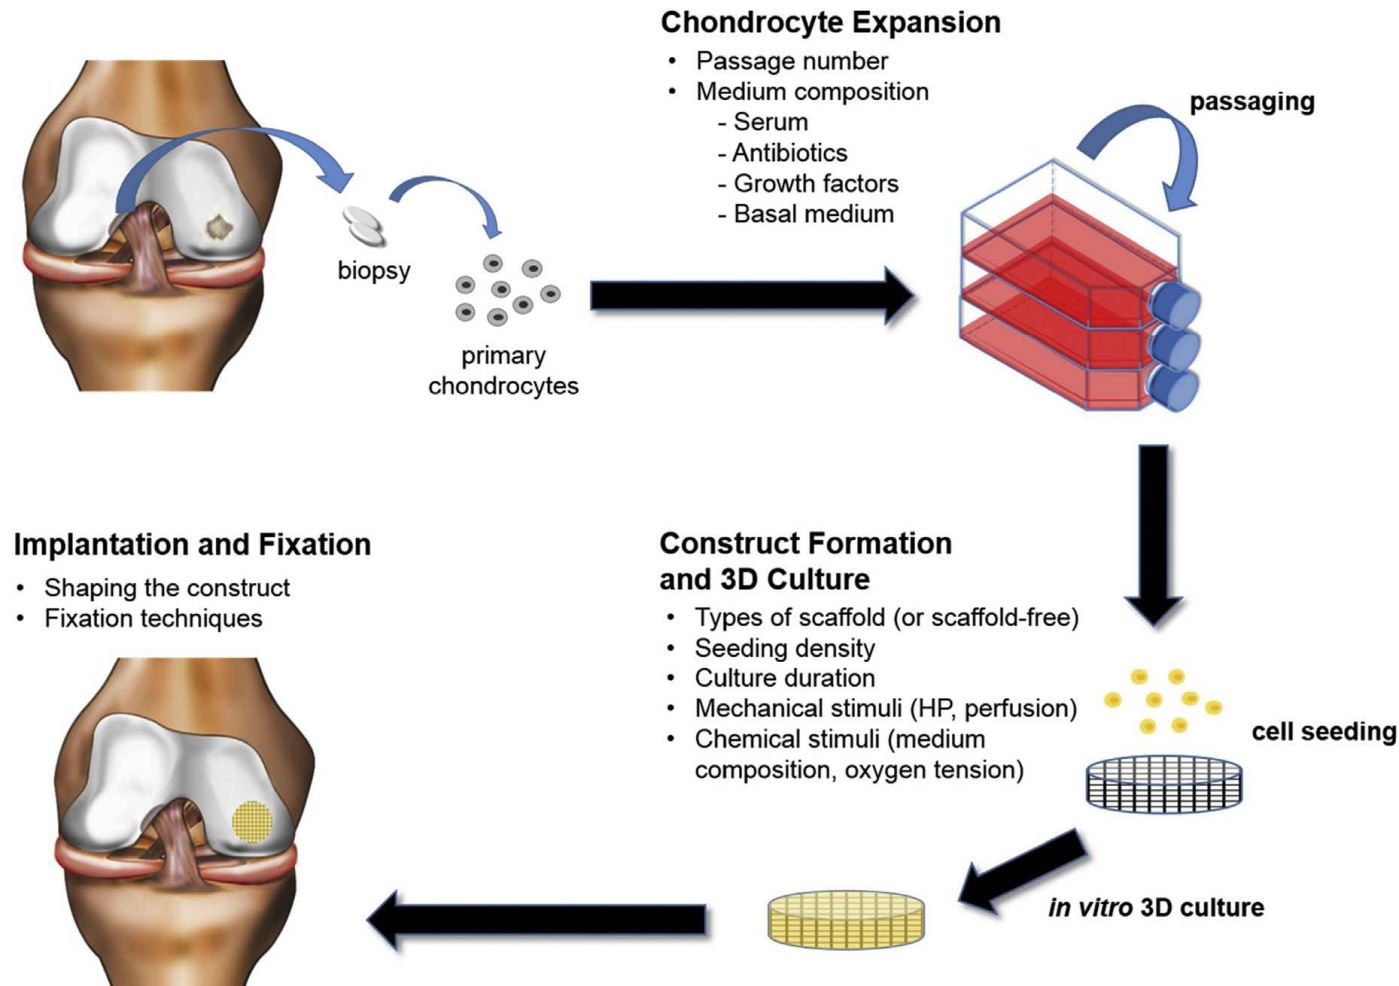 Chondrocyte Expansion
• Passage number
• Medium composition
- Serum
- Antibiotics
- Growth factors
- Basal medium
passaging
biopsy
primary
chondrocytes
Implantation and Fixation
• Shaping the construct
• Fixation techniques
Construct Formation
and 3D Culture
• Types of scaffold (or scaffold-free)
• Seeding density
• Culture duration
• Mechanical stimuli (HP, perfusion)
• Chemical stimuli (medium
composition, oxygen tension)
cell seeding
in vitro 3D culture